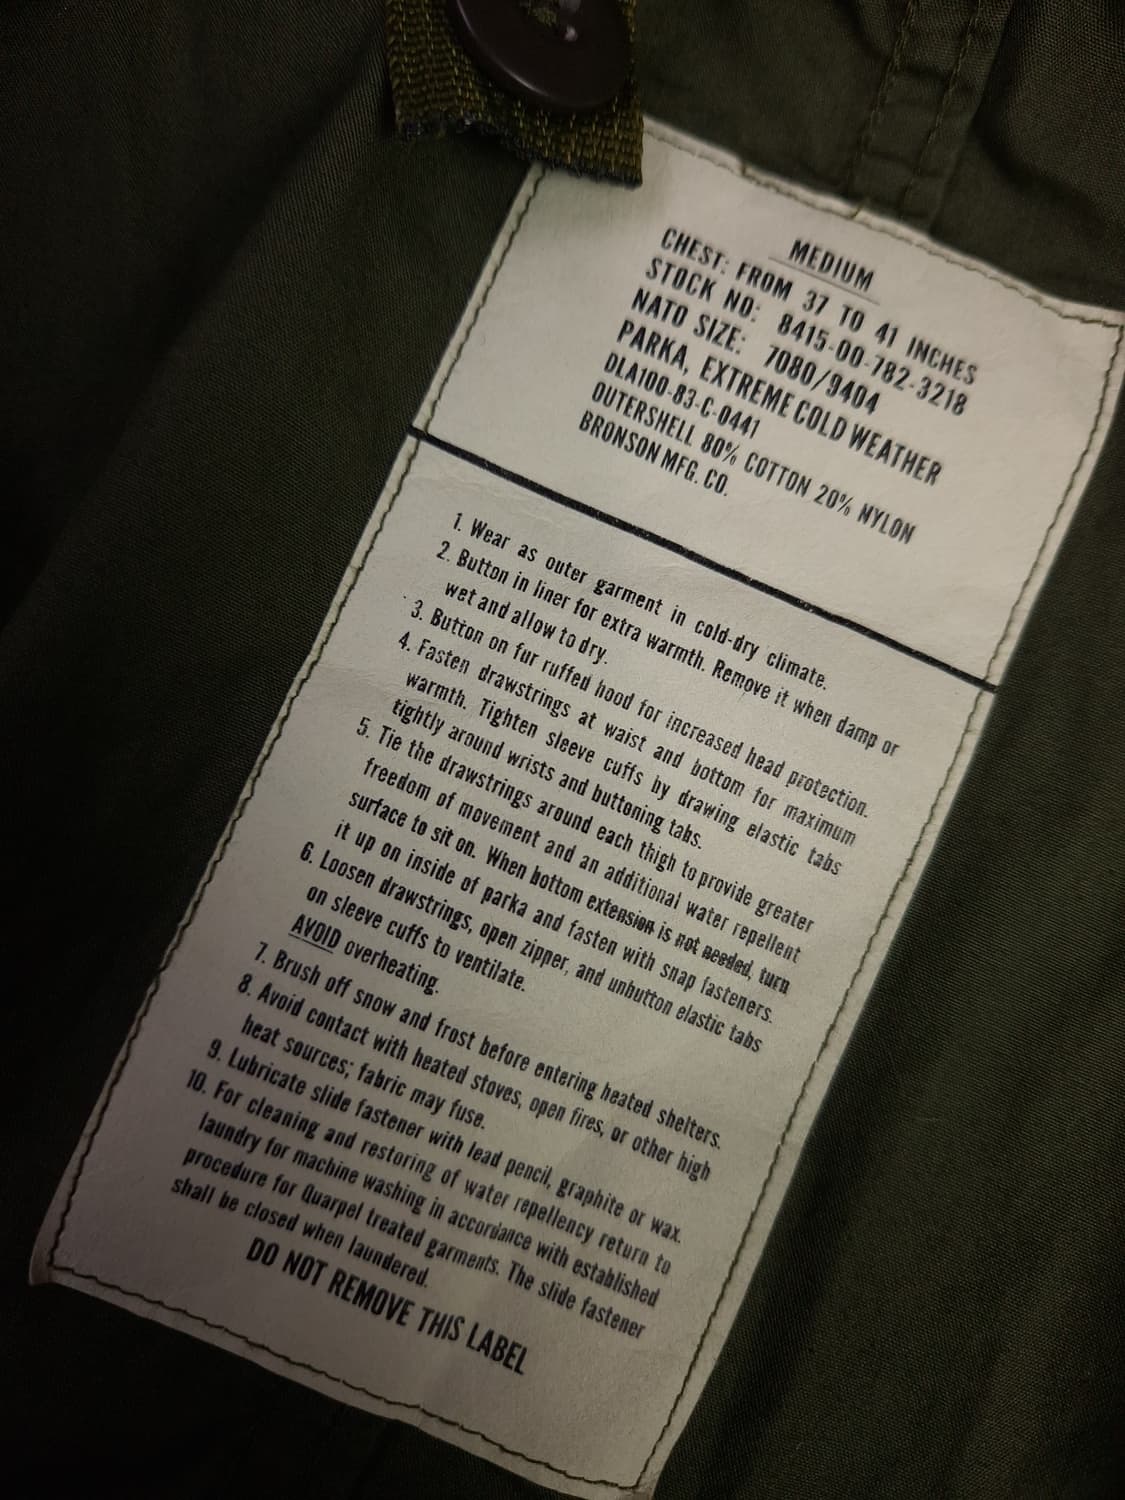 MEDIUM
CHEST: FROM 37 TO 41 INCHES
STOCK NO: 8415-00-782-3218
NATO SIZE: 7080/9404
PARKA, EXTREME COLD WEATHER
DLA100-83-C-0441
OUTERSHELL 80% COTTON 20% NYLON
BRONSON MFG. CO.
1. Wear as outer garment in cold-dry climate.
2. Button in liner for extra warmth. Remove it when damp or
wet and allow to dry.
3. Button on fur ruffed hood for increased head protection.
4. Fasten drawstrings at waist and bottom for maximum
warmth. Tighten sleeve cuffs by drawing elastic tabs
tightly around wrists and buttoning tabs.
5. Tie the drawstrings around each thigh to provide greater
freedom of movement and an additional water repellent
surface to sit on. When bottom extension is not needed, turn
it up on inside of parka and fasten with snap fasteners.
6. Loosen drawstrings, open zipper, and unbutton elastic tabs
on sleeve cuffs to ventilate.
AVOID overheating.
7. Brush off snow and frost before entering heated shelters.
8. Avoid contact with heated stoves, open fires, or other high
heat sources; fabric may fuse.
9. Lubricate slide fastener with lead pencil, graphite or wax.
10. For cleaning and restoring of water repellency return to
laundry for machine washing in accordance with established
procedure for Quarpel treated garments. The slide fastener
shall be closed when laundered.
DO NOT REMOVE THIS LABEL